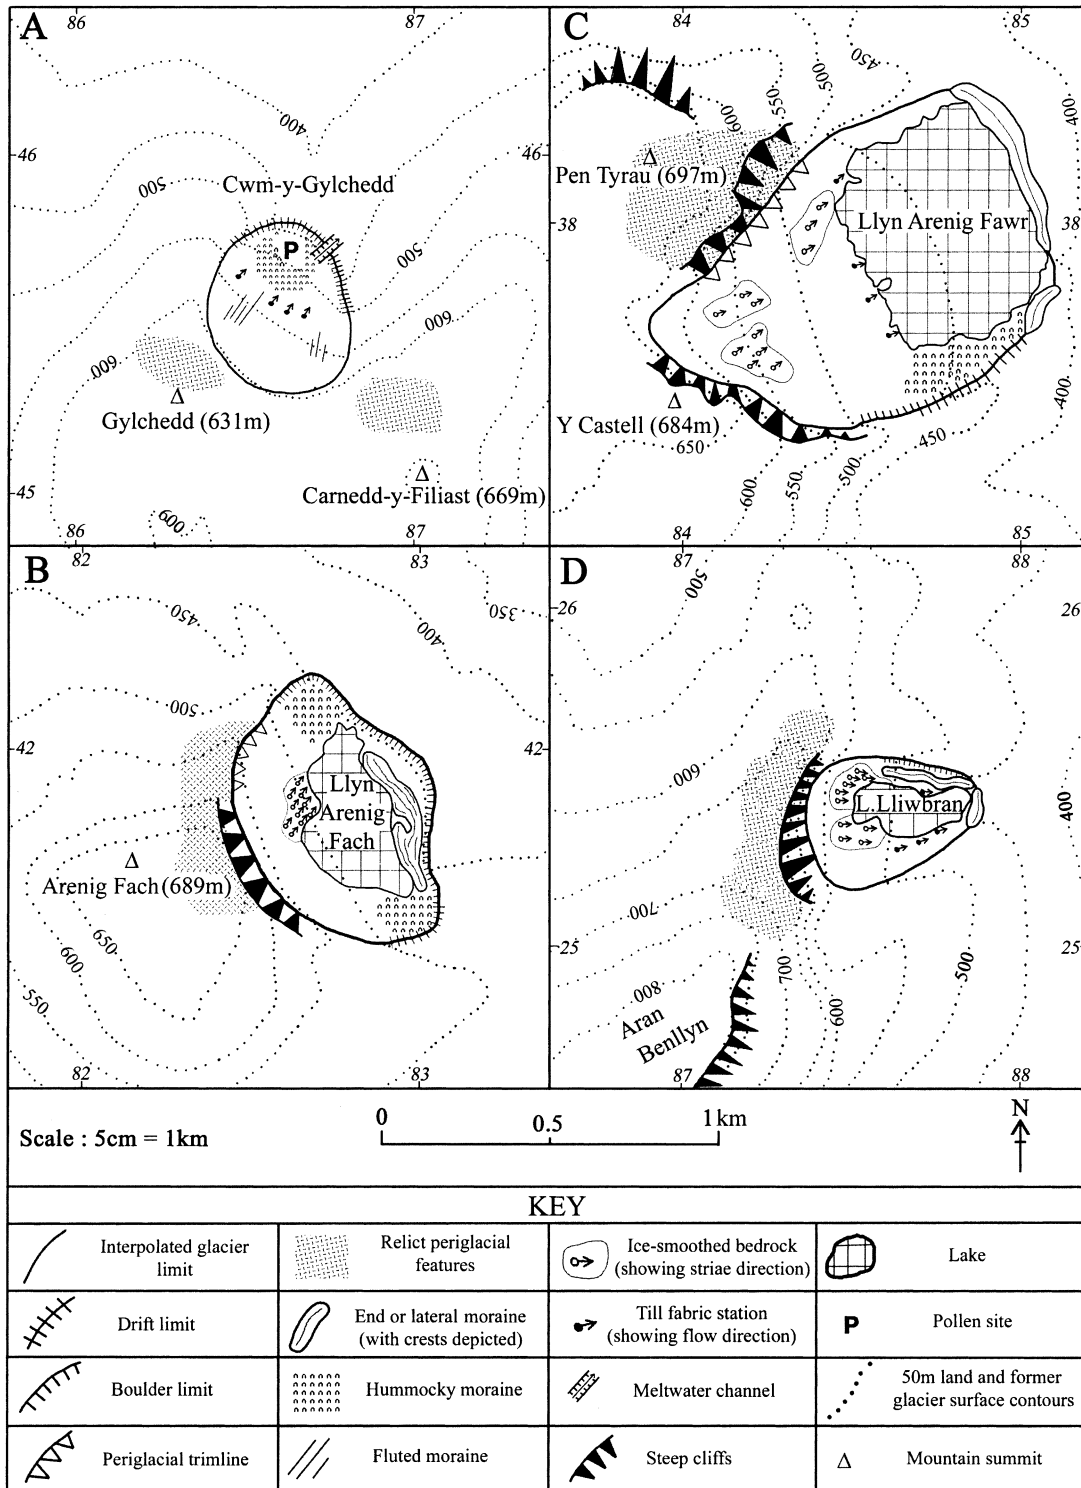 A
86
87
400
46
500
Cwm-y-Gylchedd
P
500
600
600
Gylchedd (631m)
Carnedd-y-Filiast (669m)
45
600
86
87
C
84
85
450
500
550
600
400
46
Pen Tyrau (697m)
38
Llyn Arenig Fawr
38
Y Castell (684m)
650
600
550
500
450
400
84
85
B
82
83
450
400
350
500
42
42
Llyn
Arenig
Fach
Arenig Fach (689m)
650
600
550
82
83
D
87
88
500
26
26
600
L.Lliwbran
400
700
25
25
700
500
800
600
Aran
Benllyn
87
88
Scale : 5cm = 1km
0
0.5
1km
N
KEY
Interpolated glacier
limit
Relict periglacial
features
Ice-smoothed bedrock
(showing striae direction)
Lake
Drift limit
End or lateral moraine
(with crests depicted)
Till fabric station
(showing flow direction)
P
Pollen site
Boulder limit
Hummocky moraine
Meltwater channel
50m land and former
glacier surface contours
Periglacial trimline
Fluted moraine
Steep cliffs
Mountain summit